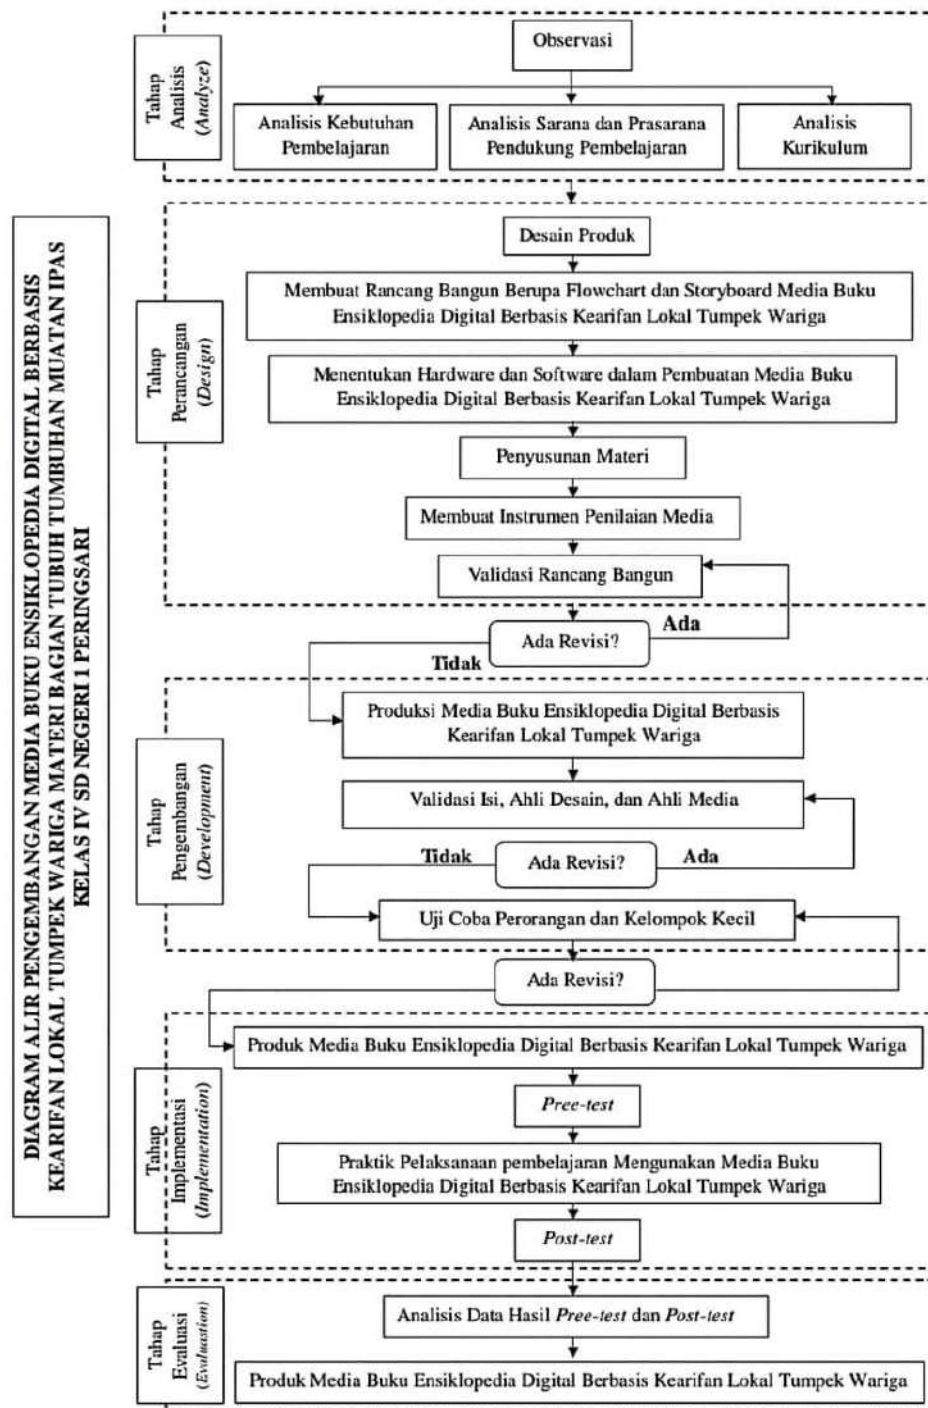 DIAGRAM ALIR PENGEMBANGAN MEDIA BUKU ENSIKLOPEDIA DIGITAL BERBASIS
KEARIFAN LOKAL TUMPEK WARIGA MATERI BAGIAN TUBUH TUMBUHAN MUATAN IPAS
KELAS IV SD NEGERI 1 PERINGSARI
Tahap
Analisis
(Analyze)
Observasi
Analisis Kebutuhan
Pembelajaran
Analisis Sarana dan Prasarana
Pendukung Pembelajaran
Analisis
Kurikulum
Tahap
Perancangan
(Design)
Desain Produk
Membuat Rancang Bangun Berupa Flowchart dan Storyboard Media Buku
Ensiklopedia Digital Berbasis Kearifan Lokal Tumpek Wariga
Menentukan Hardware dan Software dalam Pembuatan Media Buku
Ensiklopedia Digital Berbasis Kearifan Lokal Tumpek Wariga
Penyusunan Materi
Membuat Instrumen Penilaian Media
Validasi Rancang Bangun
Ada Revisi?
Ada
Tidak
Tahap
Pengembangan
(Development)
Produksi Media Buku Ensiklopedia Digital Berbasis
Kearifan Lokal Tumpek Wariga
Validasi Isi, Ahli Desain, dan Ahli Media
Tidak
Ada Revisi?
Ada
Uji Coba Perorangan dan Kelompok Kecil
Ada Revisi?
Tahap
Implementasi
(Implementation)
Produk Media Buku Ensiklopedia Digital Berbasis Kearifan Lokal Tumpek Wariga
Pree-test
Praktik Pelaksanaan pembelajaran Mengunakan Media Buku
Ensiklopedia Digital Berbasis Kearifan Lokal Tumpek Wariga
Post-test
Tahap
Evaluasi
(Evaluastion)
Analisis Data Hasil Pree-test dan Post-test
Produk Media Buku Ensiklopedia Digital Berbasis Kearifan Lokal Tumpek Wariga